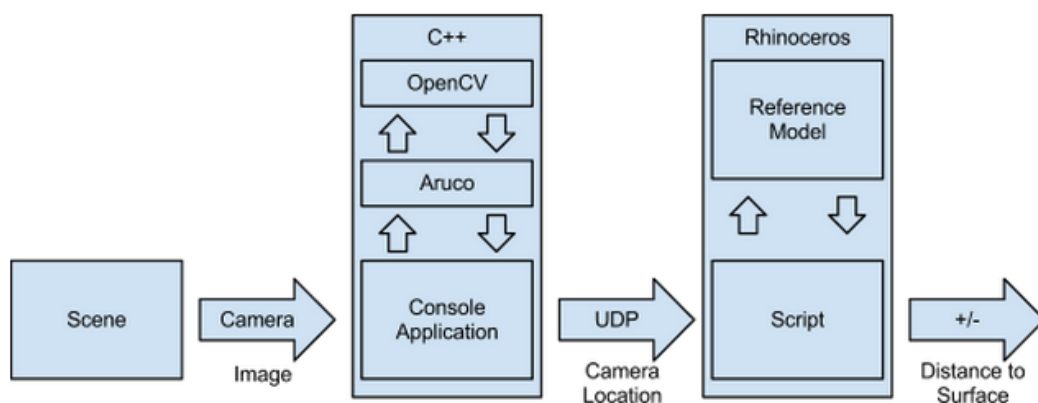 C++
OpenCV
Aruco
Console
Application
Rhinoceros
Reference
Model
Script
Scene
Camera
Image
UDP
Camera
Location
+/-
Distance to
Surface